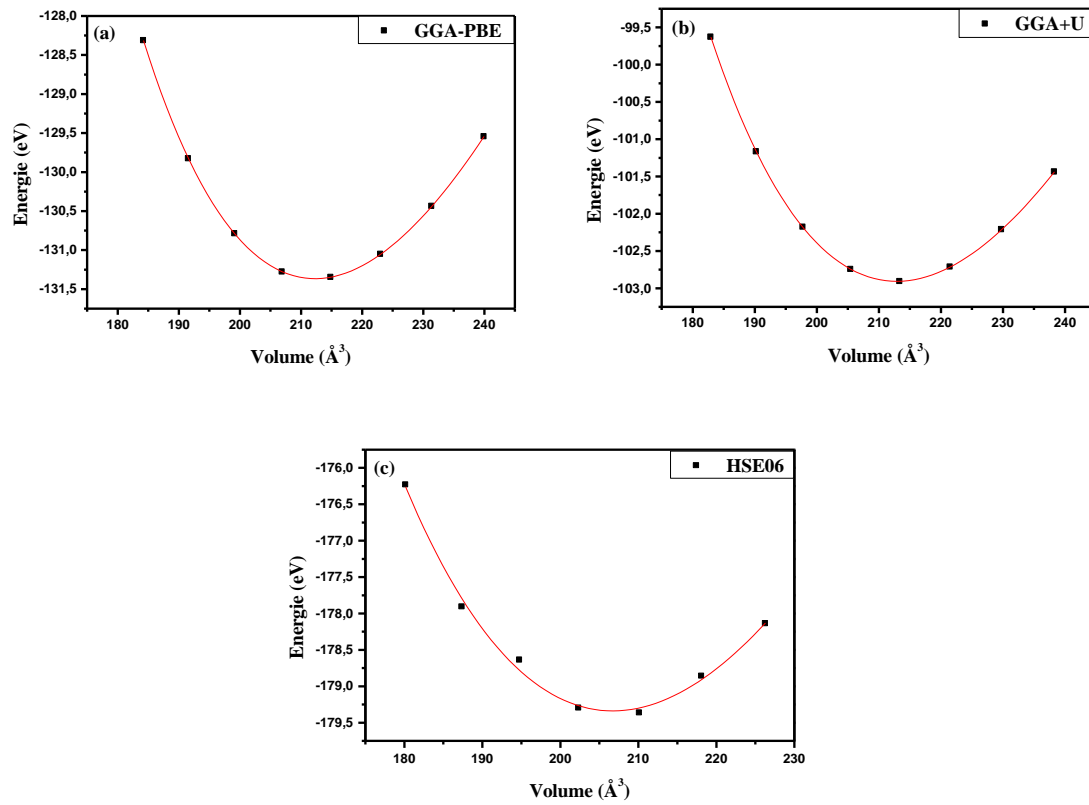 (a)
GGA-PBE
-128,0
-128,5
-129,0
-129,5
-130,0
-130,5
-131,0
-131,5
Energie (eV)
180 190 200 210 220 230 240
Volume (Å³)
(b)
GGA+U
-99,5
-100,0
-100,5
-101,0
-101,5
-102,0
-102,5
-103,0
Energie (eV)
180 190 200 210 220 230 240
Volume (Å³)
(c)
HSE06
-176,0
-176,5
-177,0
-177,5
-178,0
-178,5
-179,0
-179,5
Energie (eV)
180 190 200 210 220 230
Volume (Å³)